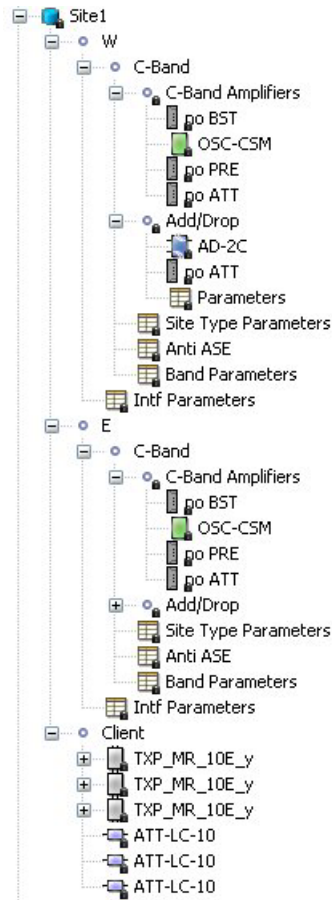 Site1
W
C-Band
C-Band Amplifiers
no BST
OSC-CSM
no PRE
no ATT
Add/Drop
AD-2C
no ATT
Parameters
Site Type Parameters
Anti ASE
Band Parameters
Intf Parameters
E
C-Band
C-Band Amplifiers
no BST
OSC-CSM
no PRE
no ATT
Add/Drop
Site Type Parameters
Anti ASE
Band Parameters
Intf Parameters
Client
TXP_MR_10E_y
TXP_MR_10E_y
TXP_MR_10E_y
ATT-LC-10
ATT-LC-10
ATT-LC-10